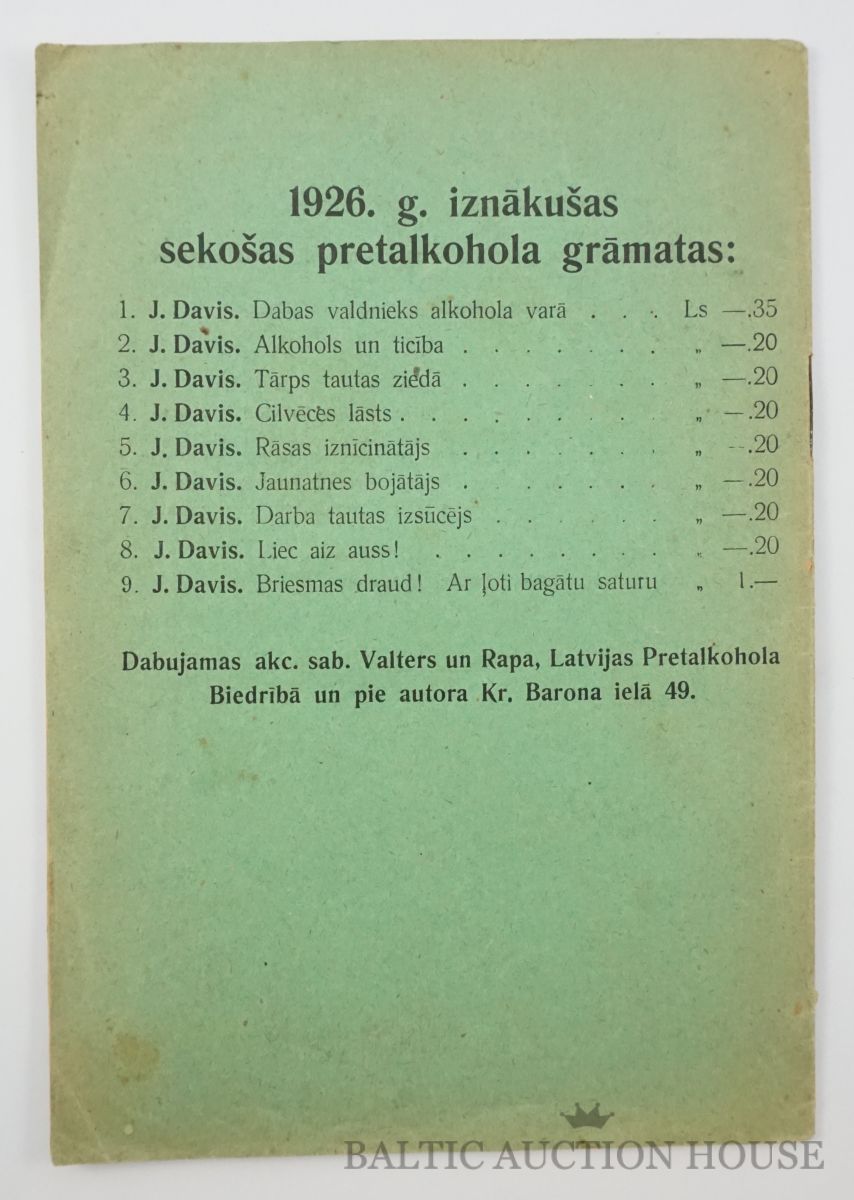 1926. g. iznākušas
sekošas pretalkohola grāmatas:
1. J. Davis. Dabas valdnieks alkohola varā . . . Ls —.35
2. J. Davis. Alkohols un ticība . . . . . . . „ —.20
3. J. Davis. Tārps tautas ziedā . . . . . . . „ —.20
4. J. Davis. Cilvēces lāsts . . . . . . . . . „ —.20
5. J. Davis. Rāsas iznīcinātājs . . . . . . . „ —.20
6. J. Davis. Jaunatnes bojātājs . . . . . . . „ —.20
7. J. Davis. Darba tautas izsūcējs . . . . . . „ —.20
8. J. Davis. Liec aiz auss! . . . . . . . . „ —.20
9. J. Davis. Briesmas draud! Ar ļoti bagātu saturu „ 1.—
Dabujamas akc. sab. Valters un Rapa, Latvijas Pretalkohola
Biedrībā un pie autora Kr. Barona ielā 49.
BALTIC AUCTION HOUSE